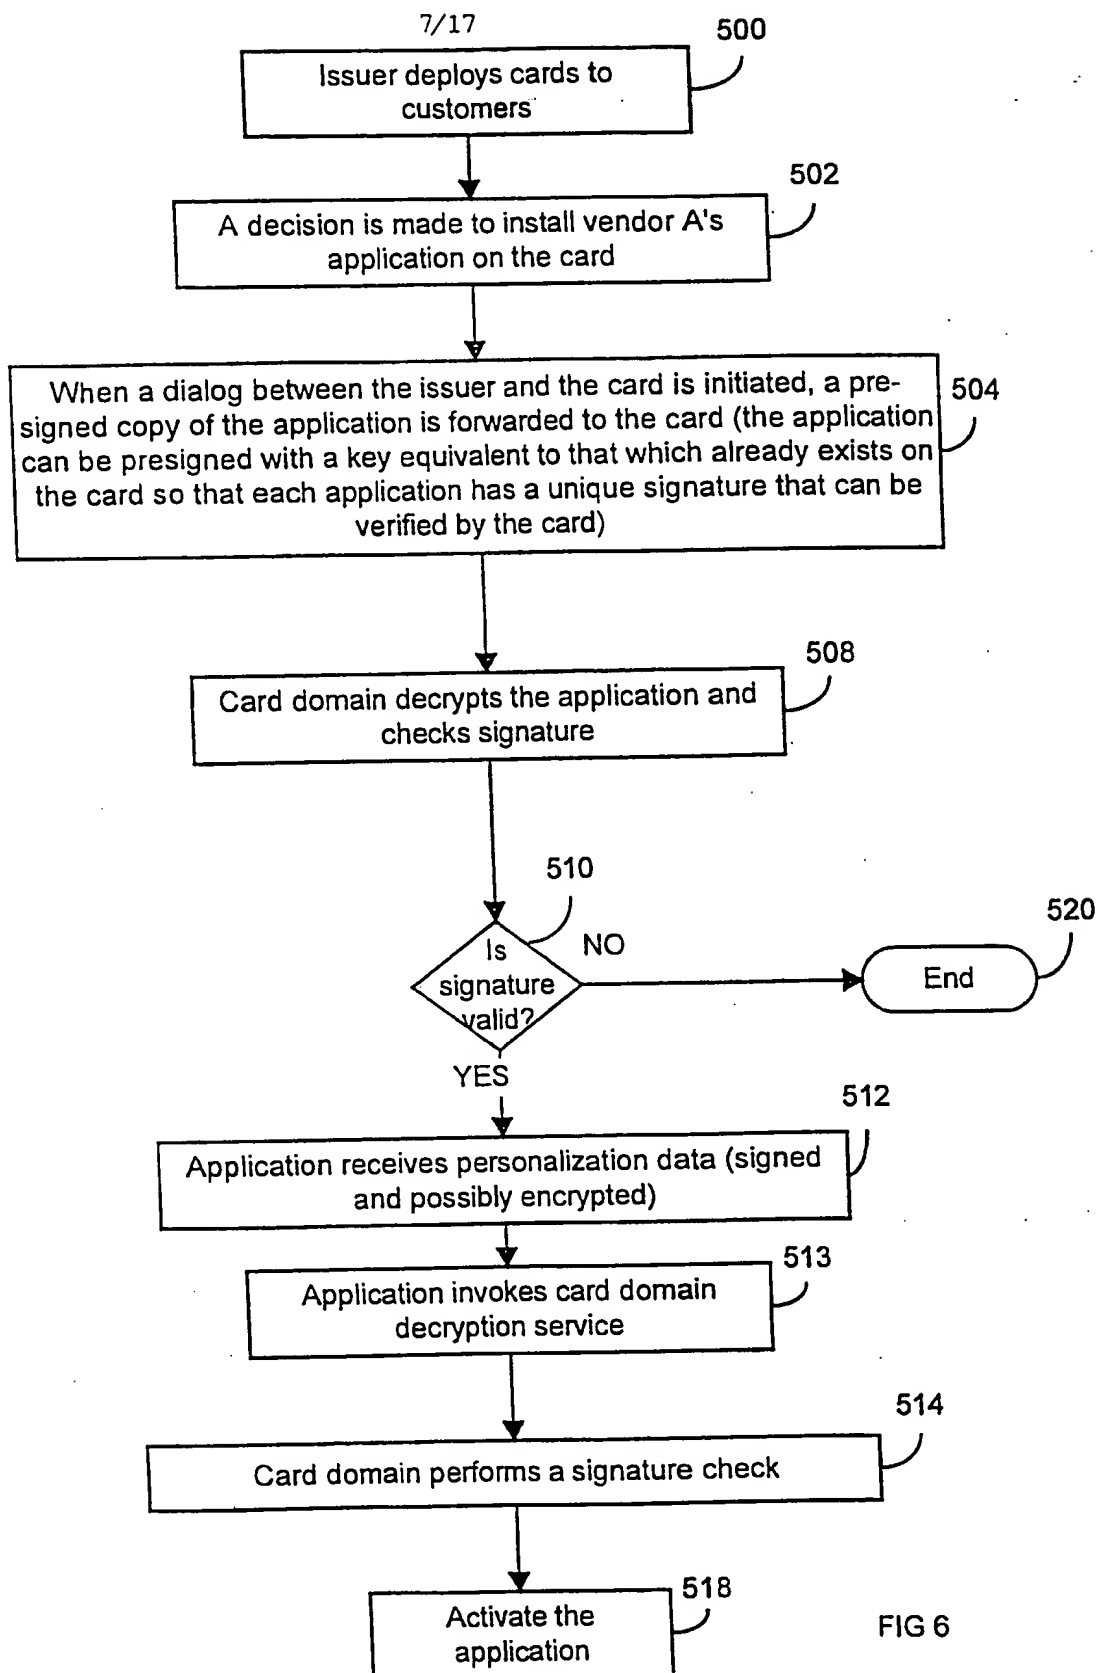 7/17
500
Issuer deploys cards to
customers
502
A decision is made to install vendor A's
application on the card
504
When a dialog between the issuer and the card is initiated, a pre-
signed copy of the application is forwarded to the card (the application
can be presigned with a key equivalent to that which already exists on
the card so that each application has a unique signature that can be
verified by the card)
508
Card domain decrypts the application and
checks signature
510
Is
signature
valid?
NO
520
End
YES
512
Application receives personalization data (signed
and possibly encrypted)
513
Application invokes card domain
decryption service
514
Card domain performs a signature check
518
Activate the
application
FIG 6